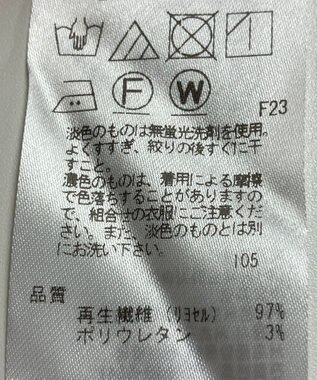 F
W
F23
淡色のものは無蛍光洗剤を使用。
よくすすぎ、絞りの後すぐに干
すこと。
濃色のものは、着用による摩擦
で色落ちすることがありますの
で、組合せの衣服にご注意くださ
い。また、淡色のものとは別
にお洗い下さい。
105
品質
再生繊維(リヨセル) 97%
ポリウレタン 3%